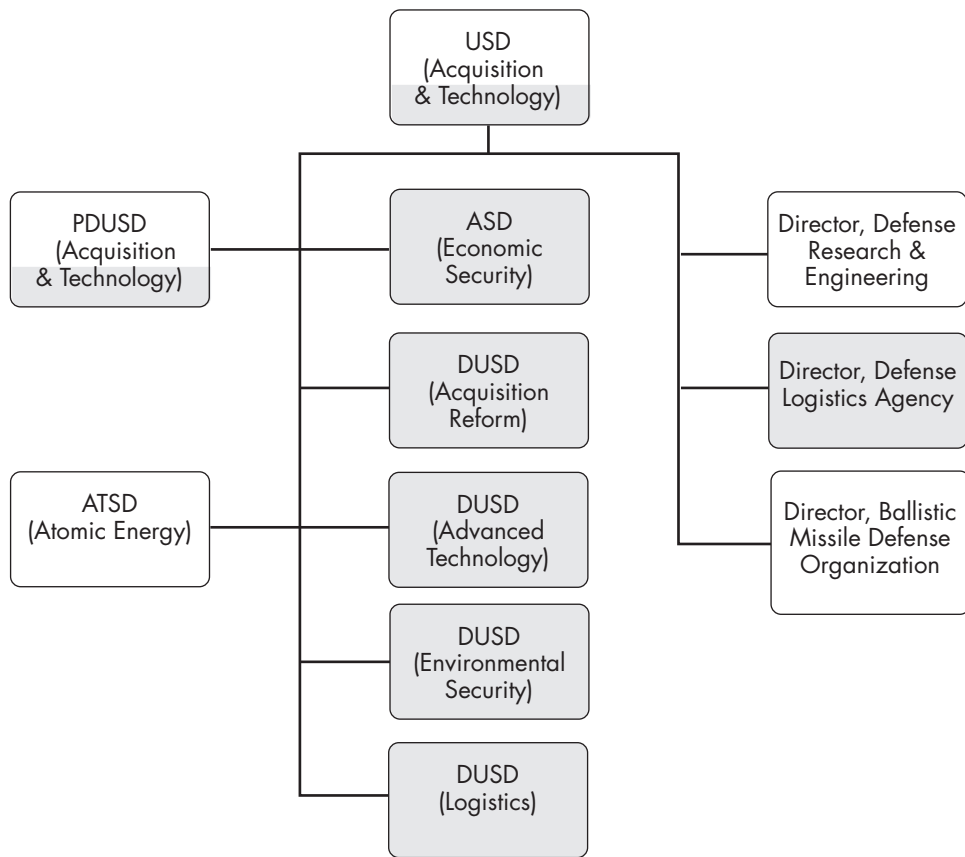 USD
(Acquisition
& Technology)
PDUSD
(Acquisition
& Technology)
ASD
(Economic
Security)
Director, Defense
Research &
Engineering
DUSD
(Acquisition
Reform)
Director, Defense
Logistics Agency
ATSD
(Atomic Energy)
DUSD
(Advanced
Technology)
Director, Ballistic
Missile Defense
Organization
DUSD
(Environmental
Security)
DUSD
(Logistics)